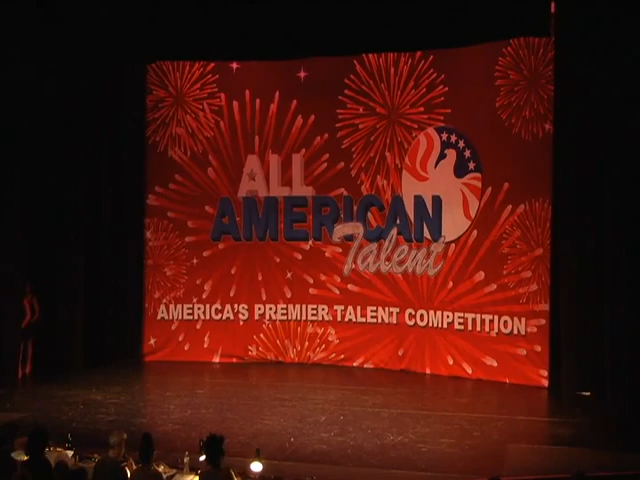 ALL
AMERICAN
Talent
AMERICA'S PREMIER TALENT COMPETITION